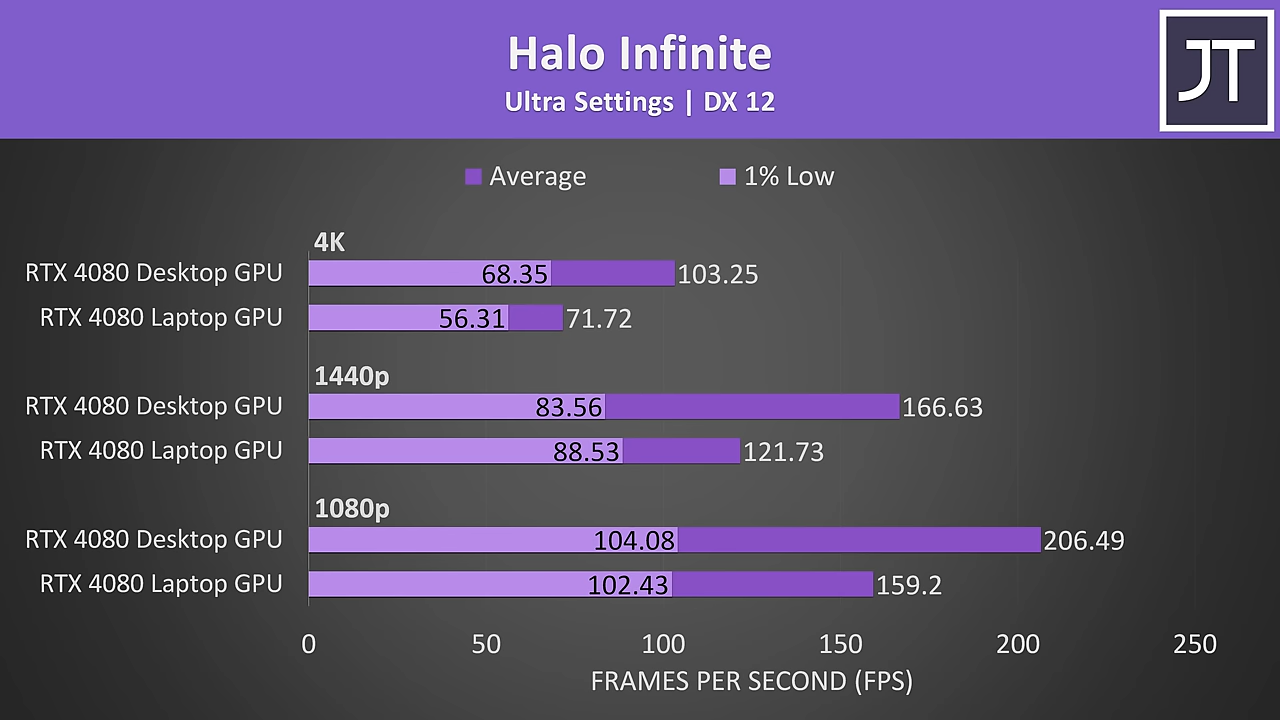 Halo Infinite
Ultra Settings | DX 12
JT
Average 1% Low
4K
RTX 4080 Desktop GPU 68.35 103.25
RTX 4080 Laptop GPU 56.31 71.72
1440p
RTX 4080 Desktop GPU 83.56 166.63
RTX 4080 Laptop GPU 88.53 121.73
1080p
RTX 4080 Desktop GPU 104.08 206.49
RTX 4080 Laptop GPU 102.43 159.2
0 50 100 150 200 250
FRAMES PER SECOND (FPS)